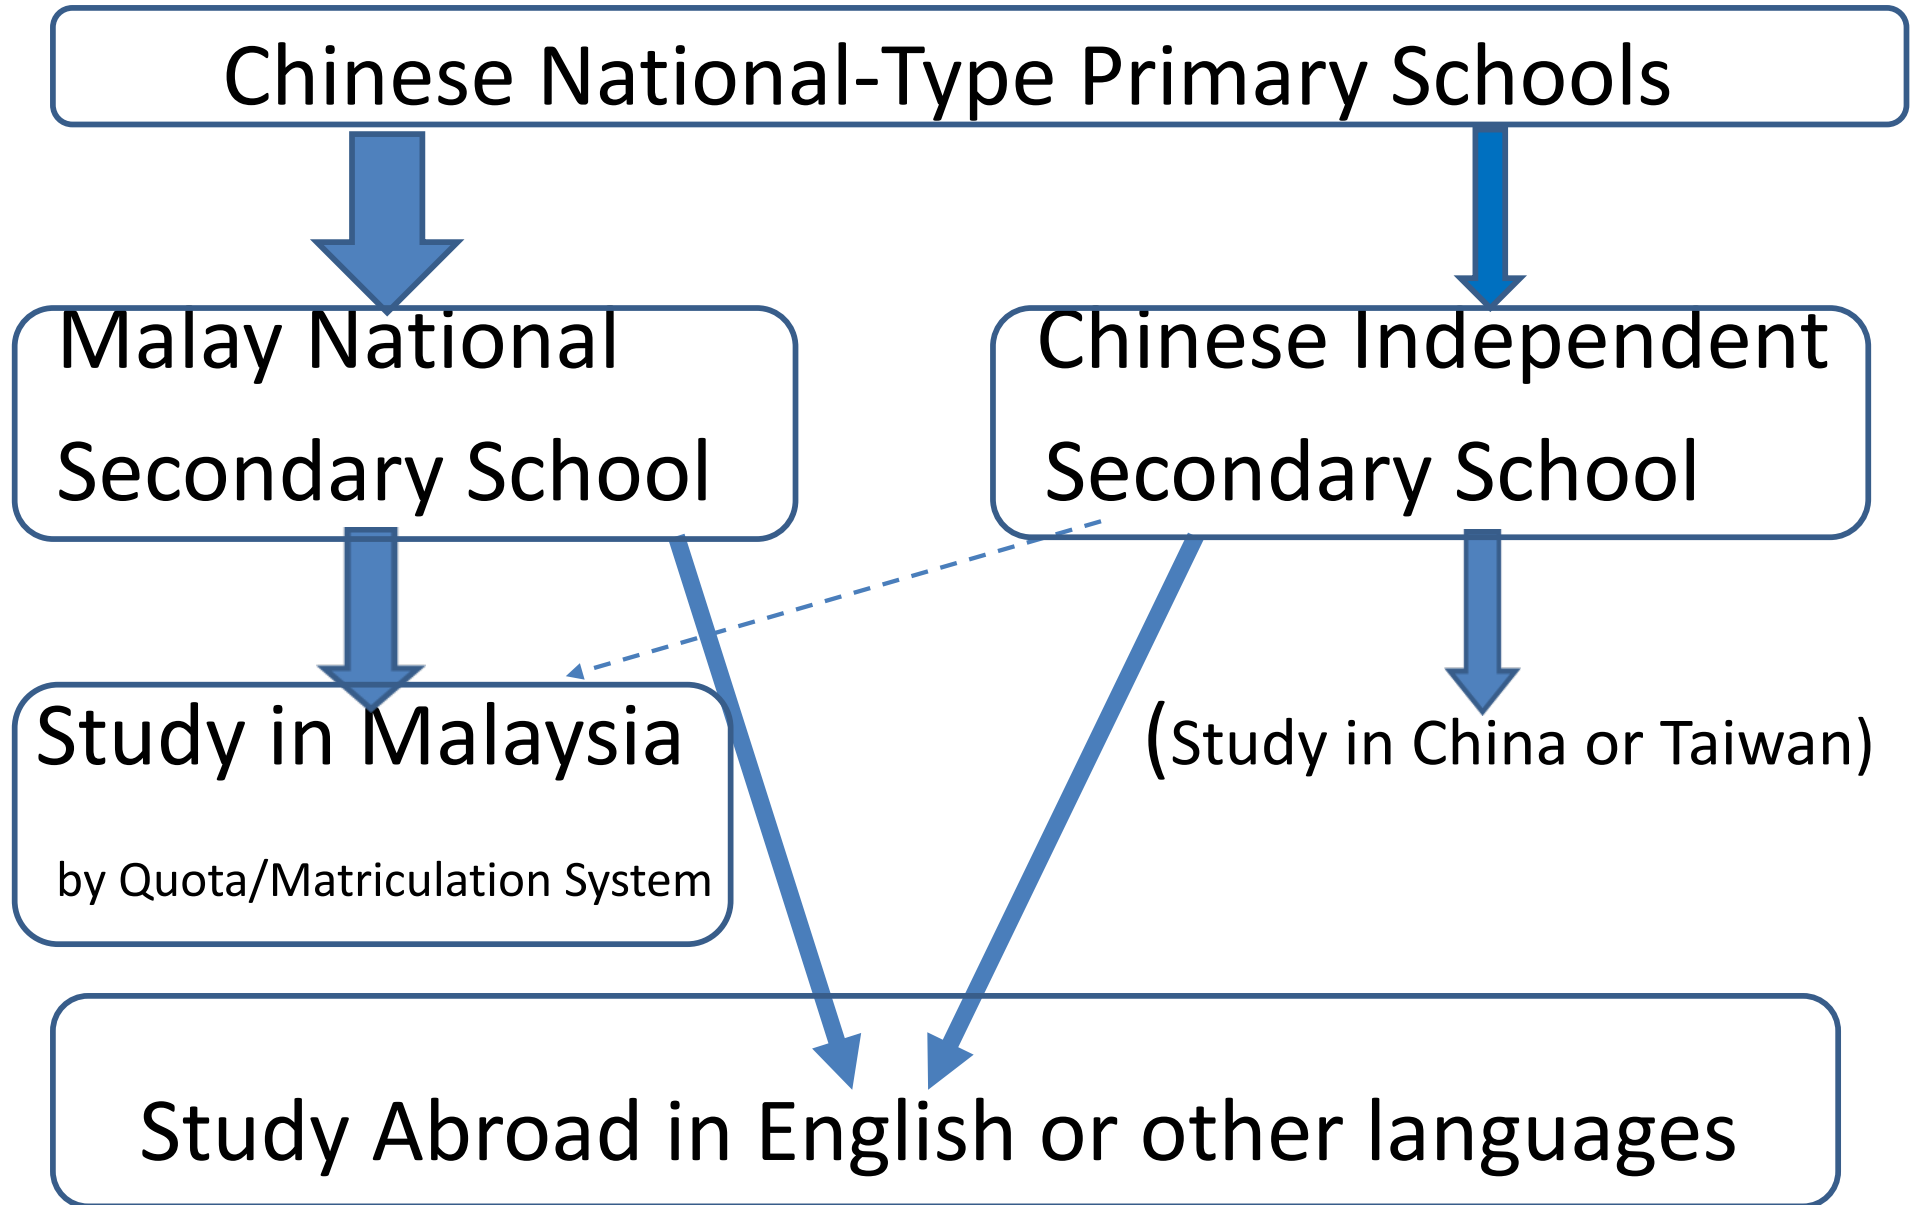 Chinese National-Type Primary Schools
Malay National
Secondary School
Chinese Independent
Secondary School
Study in Malaysia
by Quota/Matriculation System
(Study in China or Taiwan)
Study Abroad in English or other languages